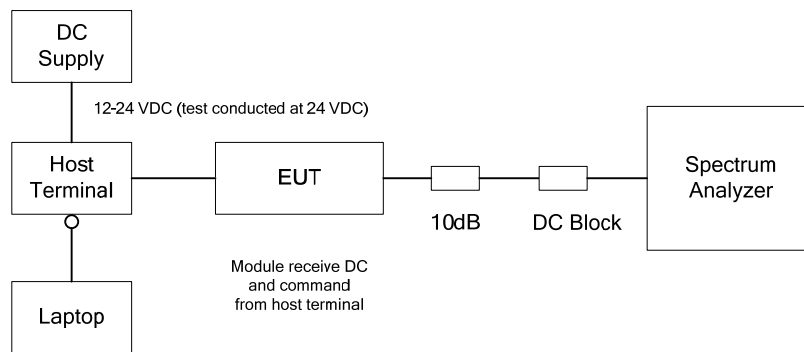 DC
Supply
12-24 VDC (test conducted at 24 VDC)
Host
Terminal
EUT
Spectrum
Analyzer
10dB
DC Block
Module receive DC
and command
from host terminal
Laptop